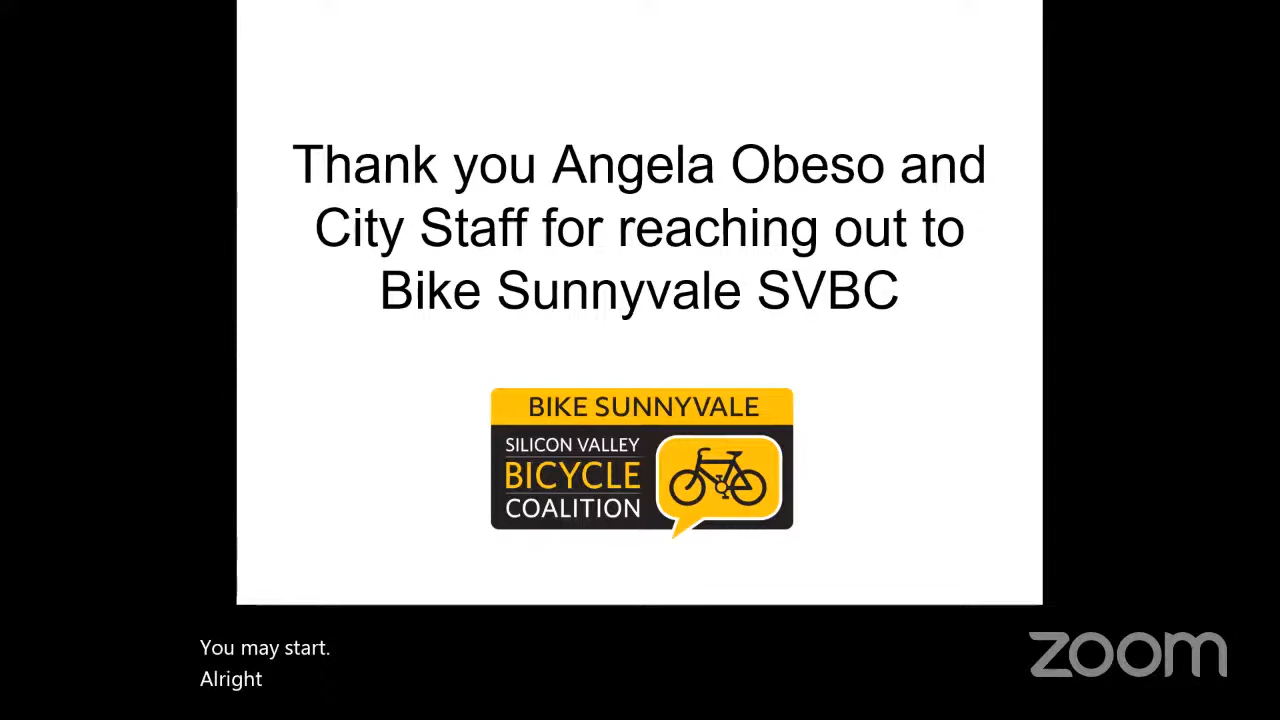 Thank you Angela Obeso and
City Staff for reaching out to
Bike Sunnyvale SVBC
BIKE SUNNYVALE
SILICON VALLEY
BICYCLE
COALITION
You may start.
Alright
zoom